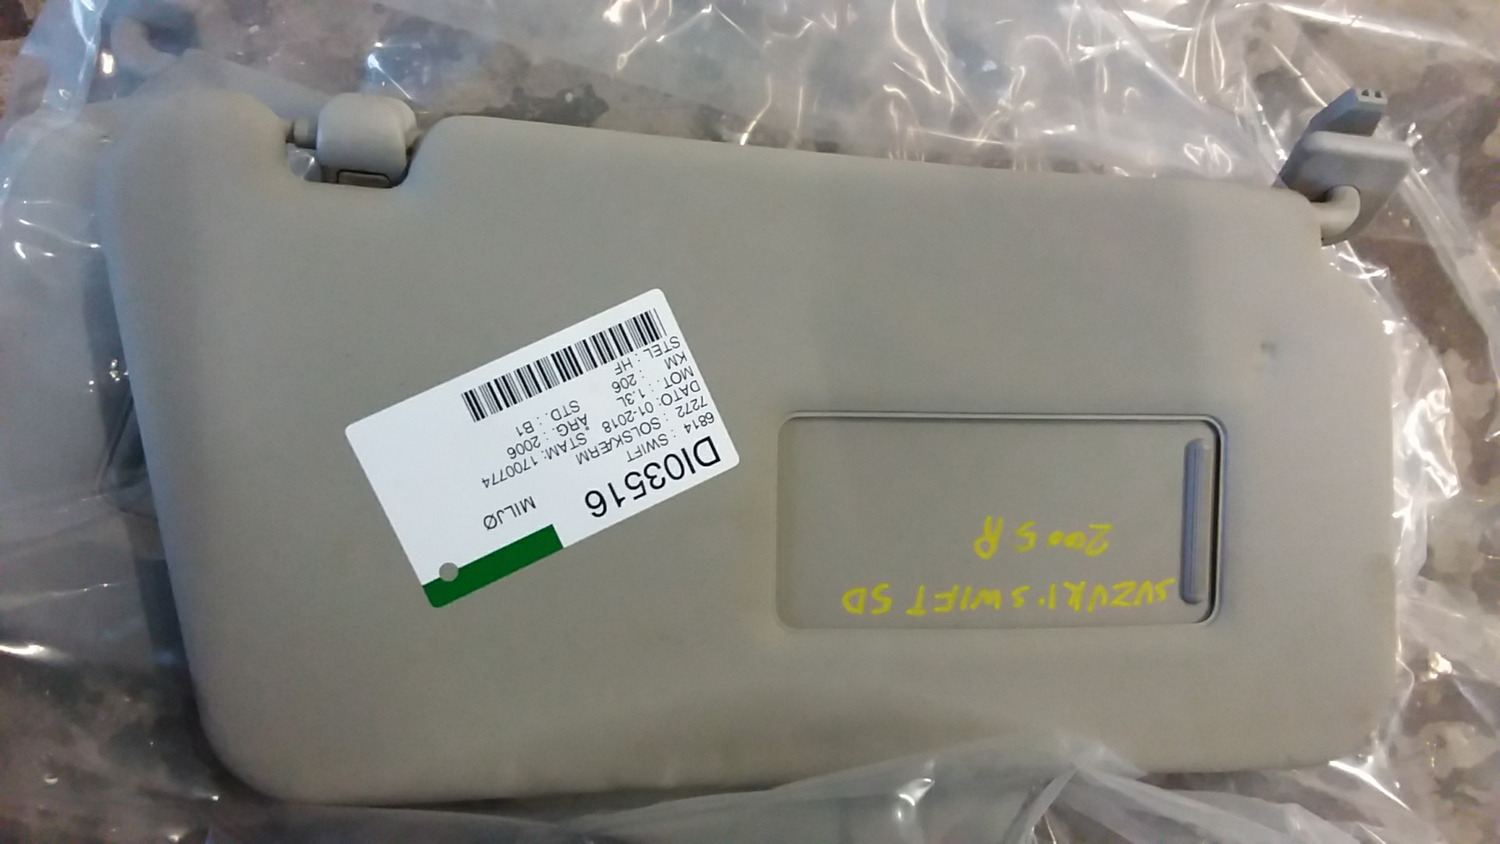 DI03516
MILJØ
6814 : SWIFT
7272 : SOLSKÆRM
DATO: 01-2018 STAM: 1700774
MOT. : 1.3L ÅRG. : 2006
KM : 206 STD. : B1
STEL : HF
SUZUKI SWIFT 5D
2005 R